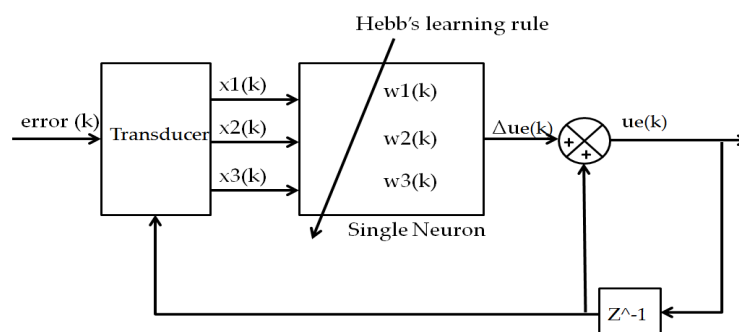 Hebb's learning rule
error (k)
Transducer
x1(k)
x2(k)
x3(k)
w1(k)
w2(k)
w3(k)
Single Neuron
Δue(k)
+
+
ue(k)
Z^-1